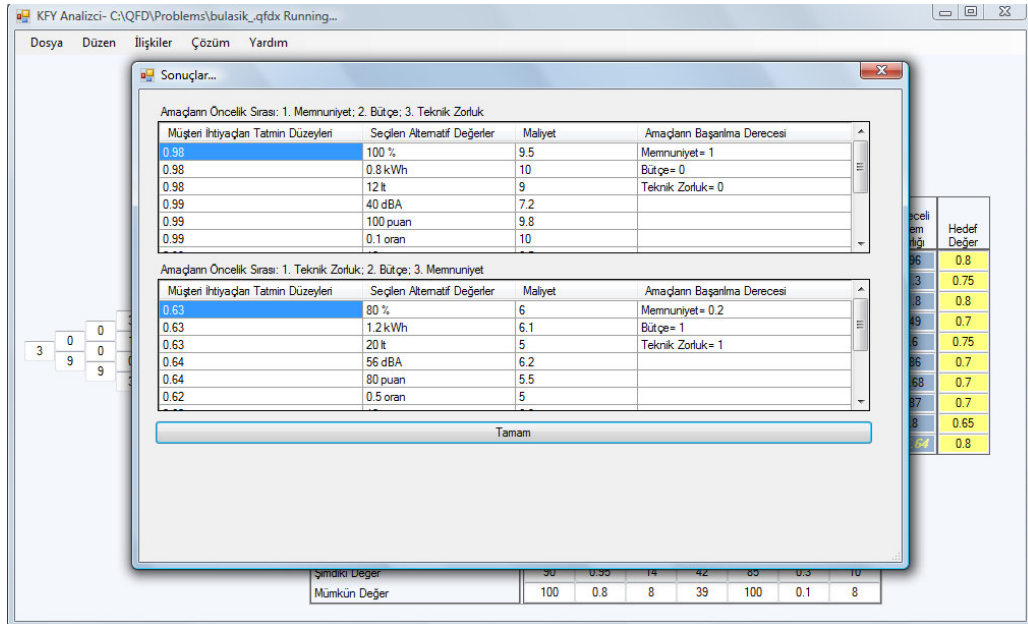 KFY Analizci- C:\QFD\Problems\bulasik_.qfdx Running...
Dosya Düzen İlişkiler Çözüm Yardım
Sonuçlar...
Amaçların Öncelik Sırası: 1. Memnuniyet; 2. Bütçe; 3. Teknik Zorluk
Müşteri İhtiyaçları Tatmin Düzeyleri Seçilen Alternatif Değerler Maliyet Amaçların Başarılma Derecesi
0.98 100 % 9.5 Memnuniyet= 1
0.98 0.8 kWh 10 Bütçe= 0
0.98 12 lt 9 Teknik Zorluk= 0
0.99 40 dBA 7.2
0.99 100 puan 9.8
0.99 0.1 oran 10
Amaçların Öncelik Sırası: 1. Teknik Zorluk; 2. Bütçe; 3. Memnuniyet
Müşteri İhtiyaçları Tatmin Düzeyleri Seçilen Alternatif Değerler Maliyet Amaçların Başarılma Derecesi
0.63 80 % 6 Memnuniyet= 0.2
0.63 1.2 kWh 6.1 Bütçe= 1
0.63 20 lt 5 Teknik Zorluk= 1
0.64 56 dBA 6.2
0.64 80 puan 5.5
0.62 0.5 oran 5
Tamam
Hedef
Değer
0.8
0.75
0.8
0.7
0.75
0.7
0.7
0.7
0.65
0.8
0
0 0
3 9 9
Şimdiki Değer 90 0.95 14 42 85 0.3 10
Mümkün Değer 100 0.8 8 39 100 0.1 8